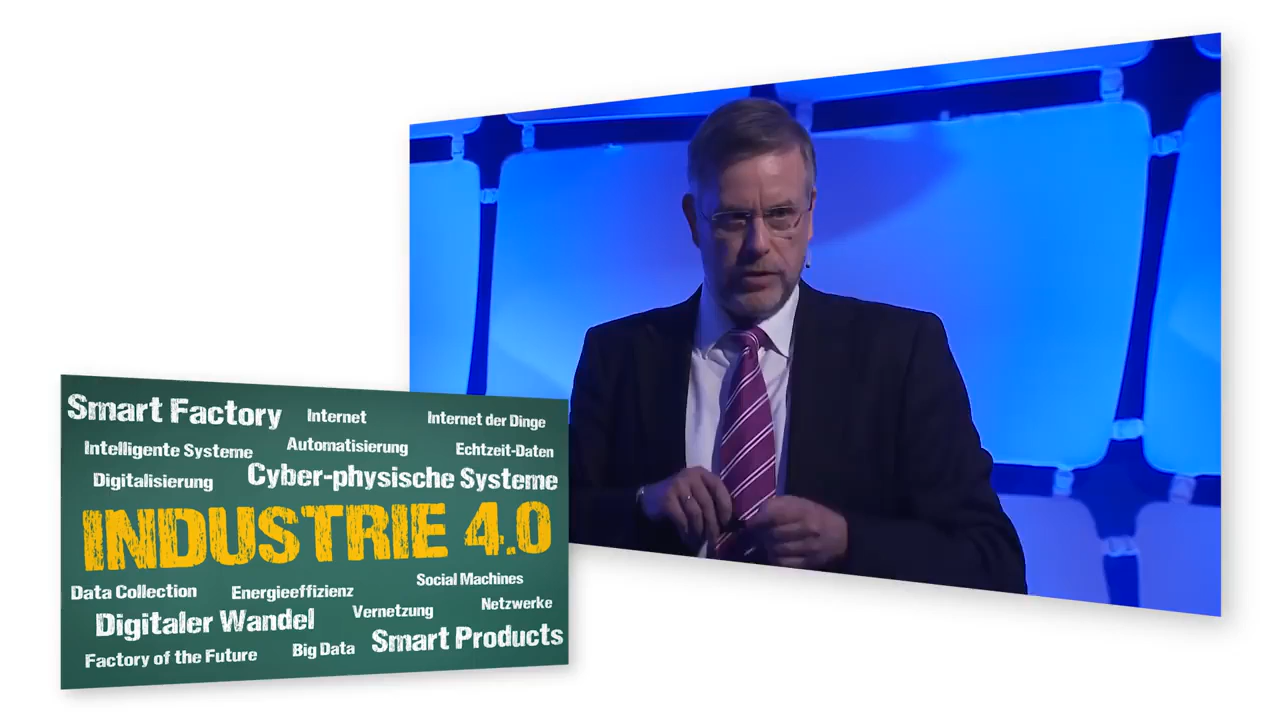 Smart Factory Internet Internet der Dinge
Intelligente Systeme Automatisierung Echtzeit-Daten
Digitalisierung Cyber-physische Systeme
INDUSTRIE 4.0
Data Collection Energieeffizienz Social Machines
Digitaler Wandel Vernetzung Netzwerke
Factory of the Future Big Data Smart Products